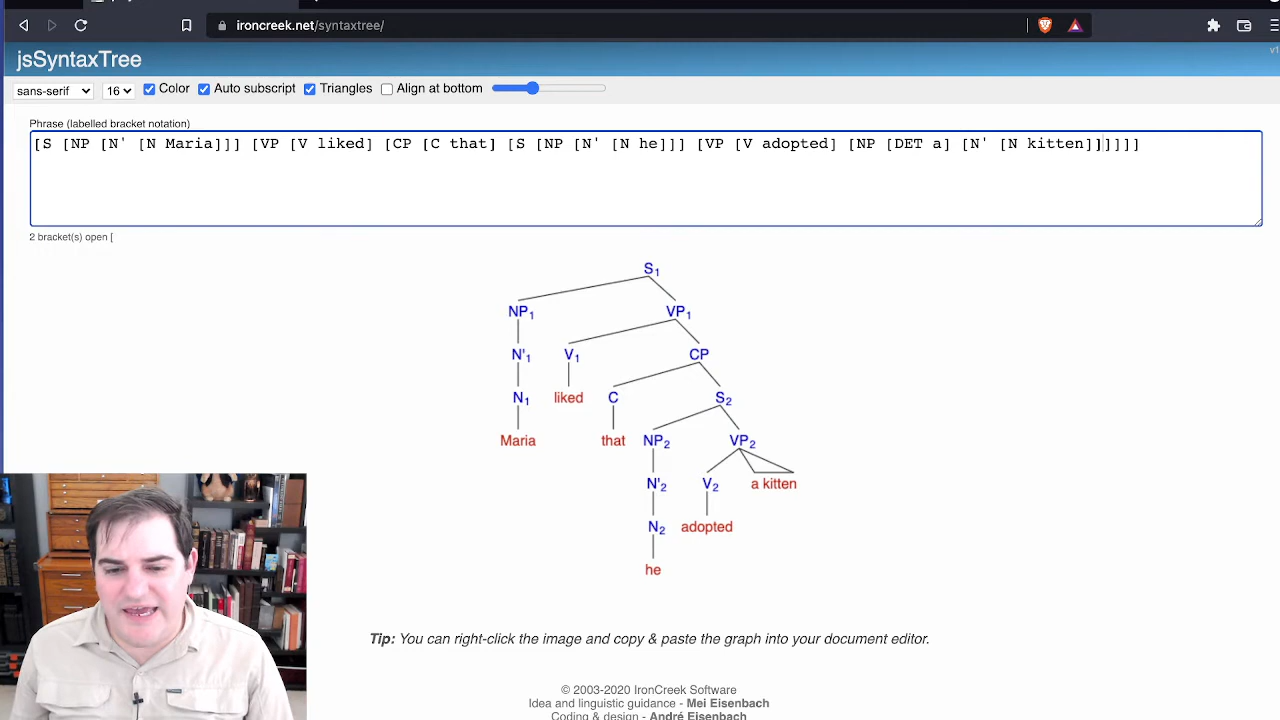 ironcreek.net/syntaxtree/
jsSyntaxTree
v1
sans-serif 16 Color Auto subscript Triangles Align at bottom
Phrase (labelled bracket notation)
[S [NP [N' [N Maria]]] [VP [V liked] [CP [C that] [S [NP [N' [N he]]] [VP [V adopted] [NP [DET a] [N' [N kitten]]]]]]
2 bracket(s) open [
S1
NP1 VP1
N'1 V1 CP
N1 liked C S2
Maria that NP2 VP2
N'2 V2 a kitten
N2 adopted
he
Tip: You can right-click the image and copy & paste the graph into your document editor.
© 2003-2020 IronCreek Software
Idea and linguistic guidance - Mei Eisenbach
Coding & design - André Eisenbach